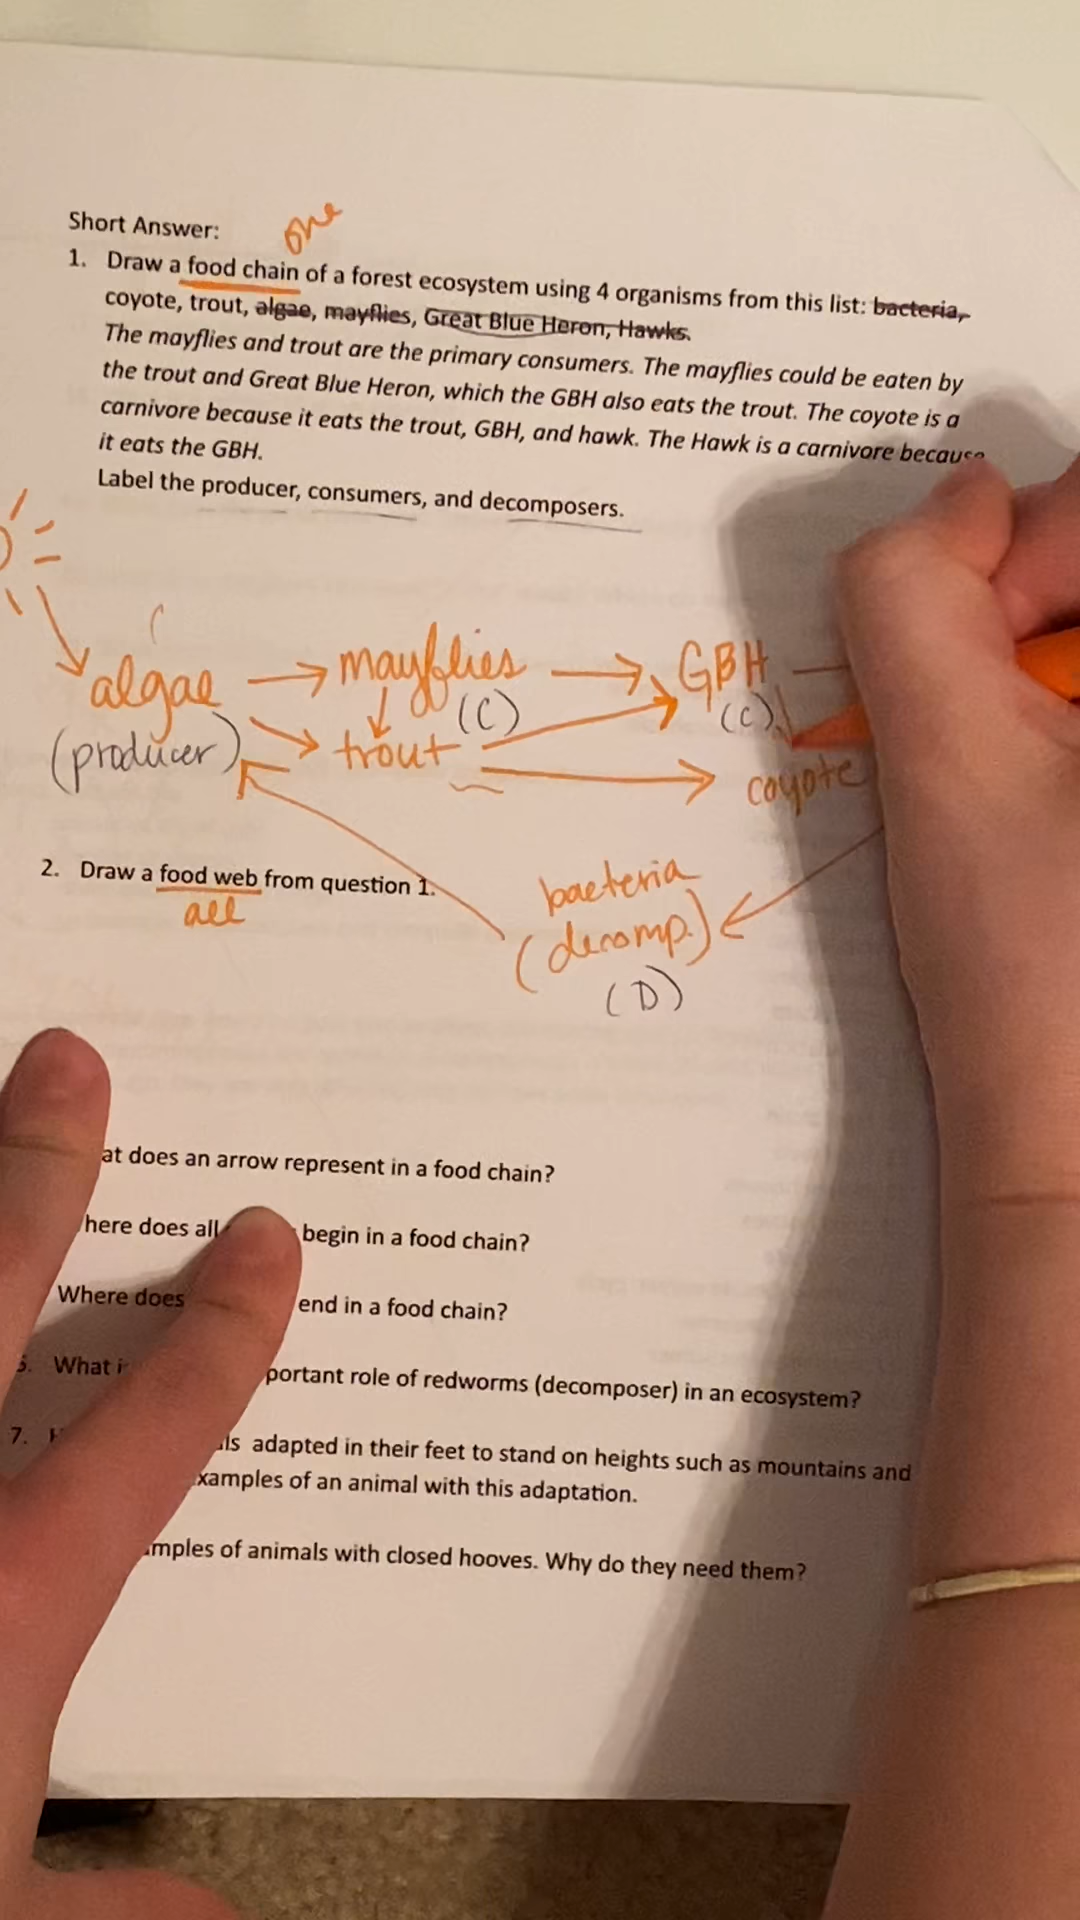 Short Answer:
one
1. Draw a food chain of a forest ecosystem using 4 organisms from this list: bacteria,
coyote, trout, algae, mayflies, Great Blue Heron, Hawks.
The mayflies and trout are the primary consumers. The mayflies could be eaten by
the trout and Great Blue Heron, which the GBH also eats the trout. The coyote is a
carnivore because it eats the trout, GBH, and hawk. The Hawk is a carnivore because
it eats the GBH.
Label the producer, consumers, and decomposers.
algae → mayflies → GBH
(producer) trout (C) (C)
coyote
2. Draw a food web from question 1.
all
bacteria
(decomp.)
(D)
at does an arrow represent in a food chain?
here does all begin in a food chain?
Where does end in a food chain?
What portant role of redworms (decomposer) in an ecosystem?
7. adapted in their feet to stand on heights such as mountains and
xamples of an animal with this adaptation.
mples of animals with closed hooves. Why do they need them?